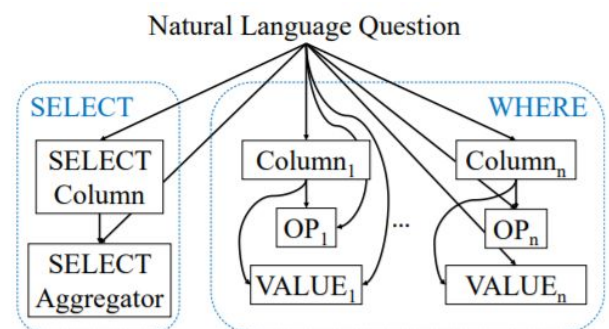 Natural Language Question
SELECT
WHERE
SELECT
Column
Column₁
Columnₙ
OP₁
...
OPₙ
SELECT
Aggregator
VALUE₁
VALUEₙ